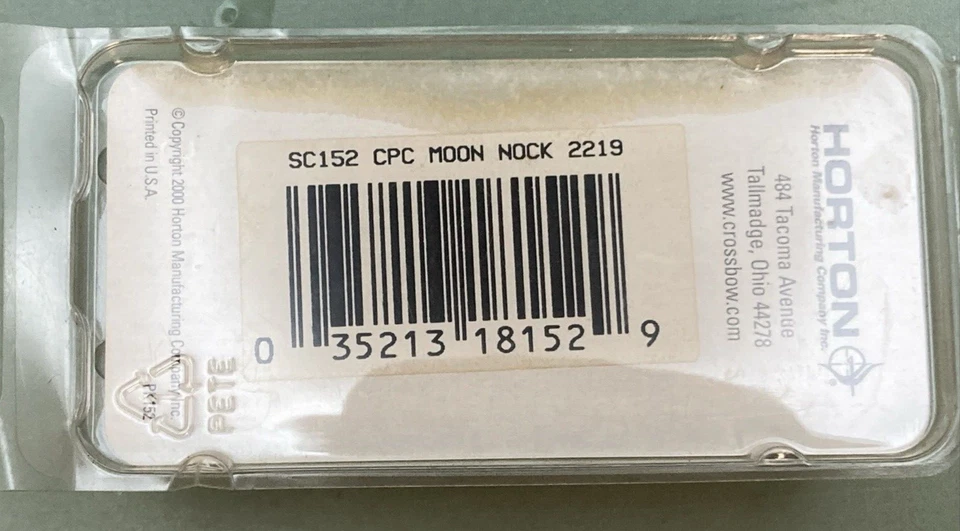 SC152 CPC MOON NOCK 2219
0 35213 18152 9
HORTON®
Horton Manufacturing Company Inc.
484 Tacoma Avenue
Tallmadge, Ohio 44278
www.crossbow.com
© Copyright 2000 Horton Manufacturing Company, Inc.
Printed in U.S.A.
PK152
PETE